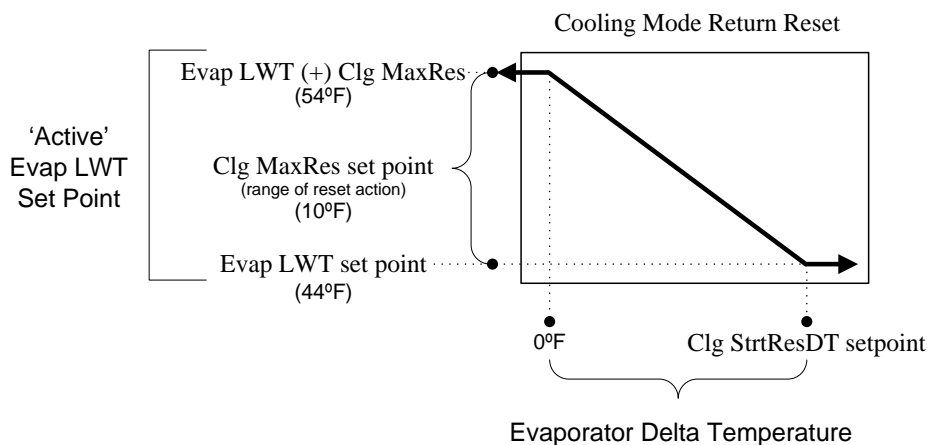 Cooling Mode Return Reset
Evap LWT (+) Clg MaxRes
(54ºF)
‘Active’
Evap LWT
Set Point
Clg MaxRes set point
(range of reset action)
(10ºF)
Evap LWT set point
(44ºF)
0ºF
Clg StrtResDT setpoint
Evaporator Delta Temperature